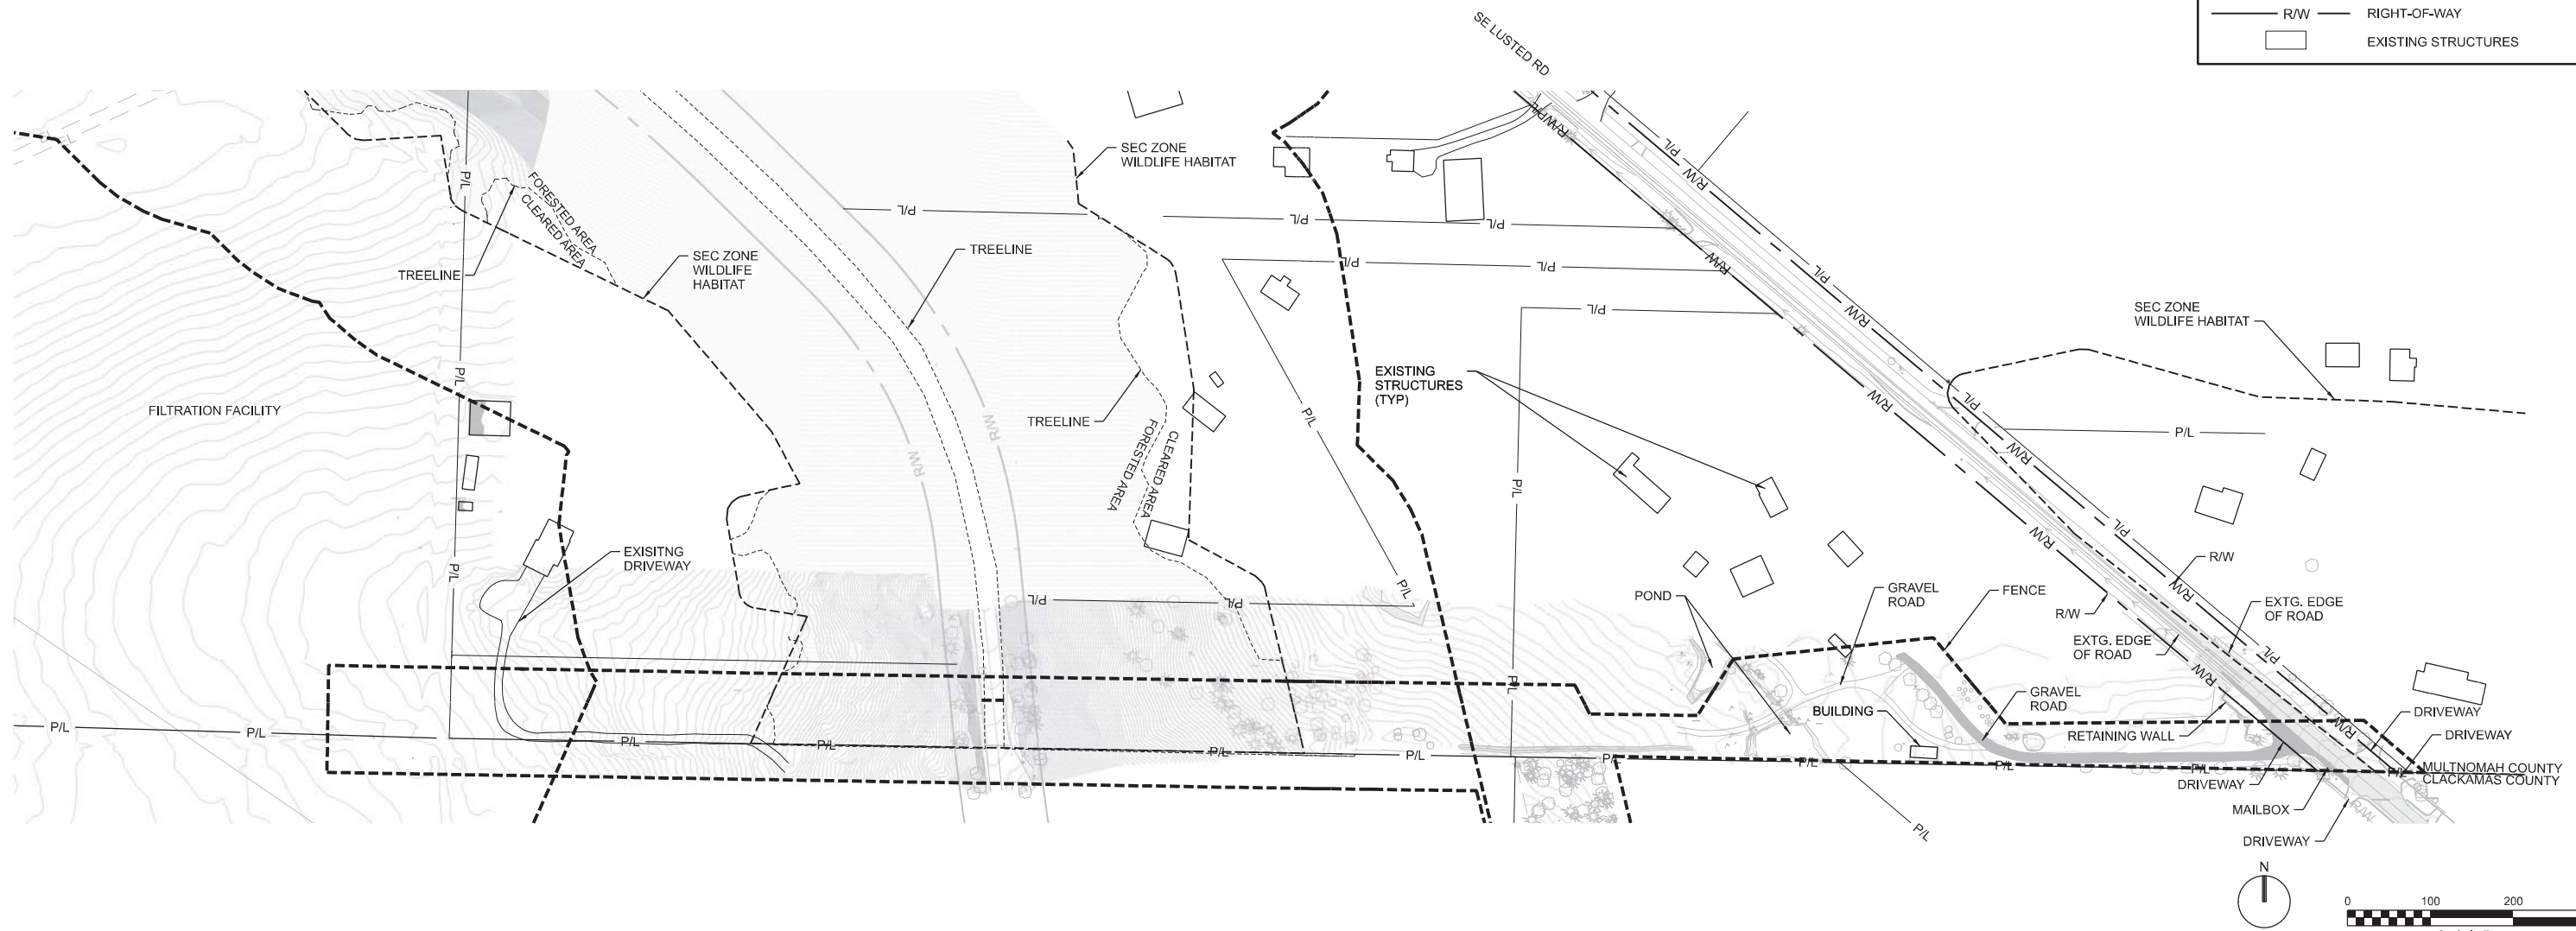 R/W RIGHT-OF-WAY
EXISTING STRUCTURES
SE LUSTED RD
R/W
P/L
P/L
R/W
P/L
SEC ZONE
WILDLIFE HABITAT
P/L
FORESTED AREA
CLEARED AREA
TREELINE
P/L
P/L
P/L
R/W
P/L
SEC ZONE
WILDLIFE
HABITAT
TREELINE
P/L
P/L
P/L
R/W
SEC ZONE
WILDLIFE HABITAT
P/L
FILTRATION FACILITY
EXISTING
STRUCTURES
(TYP)
R/W
P/L
TREELINE
FORESTED AREA
CLEARED AREA
P/L
R/W
R/W
P/L
R/W
P/L
P/L
R/W
P/L
EXISITNG
DRIVEWAY
P/L
P/L
P/L
P/L
POND
GRAVEL
ROAD
FENCE
R/W
R/W
R/W
R/W
EXTG. EDGE
OF ROAD
EXTG. EDGE
OF ROAD
P/L
R/W
P/L
GRAVEL
ROAD
BUILDING
RETAINING WALL
R/W
DRIVEWAY
DRIVEWAY
P/L
P/L
P/L
P/L
P/L
P/L
P/L
P/L
P/L
P/L
P/L
MULTNOMAH COUNTY
CLACKAMAS COUNTY
DRIVEWAY
MAILBOX
R/W
P/L
DRIVEWAY
N
0 100 200